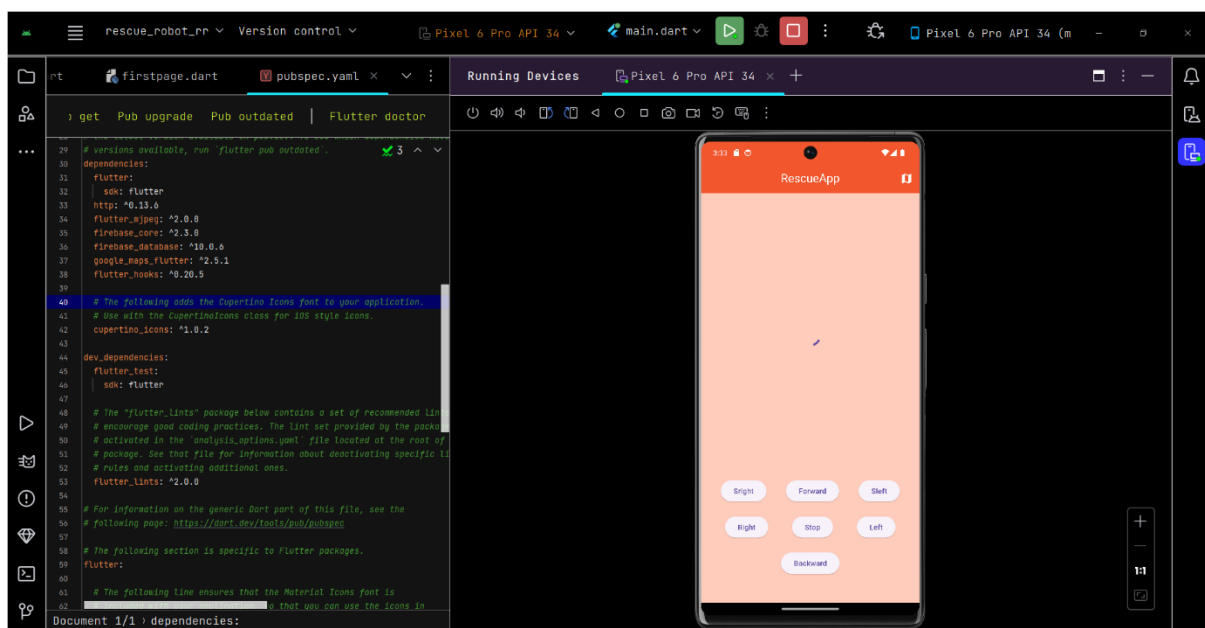 rescue_robot_rr Version control Pixel 6 Pro API 34 main.dart Pixel 6 Pro API 34 (m
rt firstpage.dart pubspec.yaml
get Pub upgrade Pub outdated Flutter doctor
29 # versions available, run `flutter pub outdated`. 3
30 dependencies:
31 flutter:
32 sdk: flutter
33 http: ^0.13.6
34 flutter_mjpeg: ^2.0.0
35 firebase_core: ^2.3.0
36 firebase_database: ^10.0.6
37 google_maps_flutter: ^2.5.1
38 flutter_hooks: ^0.20.5
39
40 # The following adds the Cupertino Icons font to your application.
41 # Use with the CupertinoIcons class for iOS style icons.
42 cupertino_icons: ^1.0.2
43
44 dev_dependencies:
45 flutter_test:
46 sdk: flutter
47
48 # The "flutter_lints" package below contains a set of recommended lint
49 # encourage good coding practices. The lint set provided by the packa
50 # activated in the `analysis_options.yaml` file located at the root of
51 # package. See that file for information about deactivating specific li
52 # rules and activating additional ones.
53 flutter_lints: ^2.0.0
54
55 # For information on the generic Dart part of this file, see the
56 # following page: https://dart.dev/tools/pub/pubspec
57
58 # The following section is specific to Flutter packages.
59 flutter:
60
61 # The following line ensures that the Material Icons font is
62 o that you can use the icons in
Document 1/1 › dependencies:
Running Devices Pixel 6 Pro API 34
3:33
RescueApp
Sright Forward Sleft
Right Stop Left
Backward
1:1